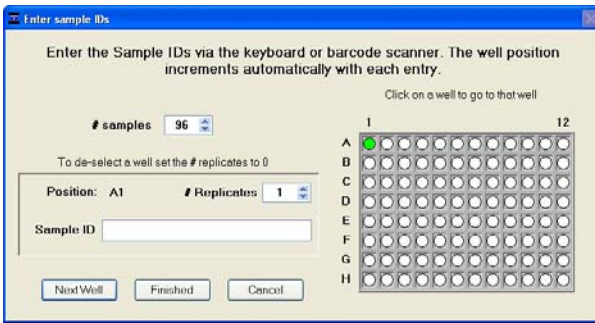 Enter sample IDs
Enter the Sample IDs via the keyboard or barcode scanner. The well position
increments automatically with each entry.
Click on a well to go to that well
# samples 96
1 12
To de-select a well set the # replicates to 0
Position: A1 # Replicates 1
Sample ID
A
B
C
D
E
F
G
H
Next Well Finished Cancel